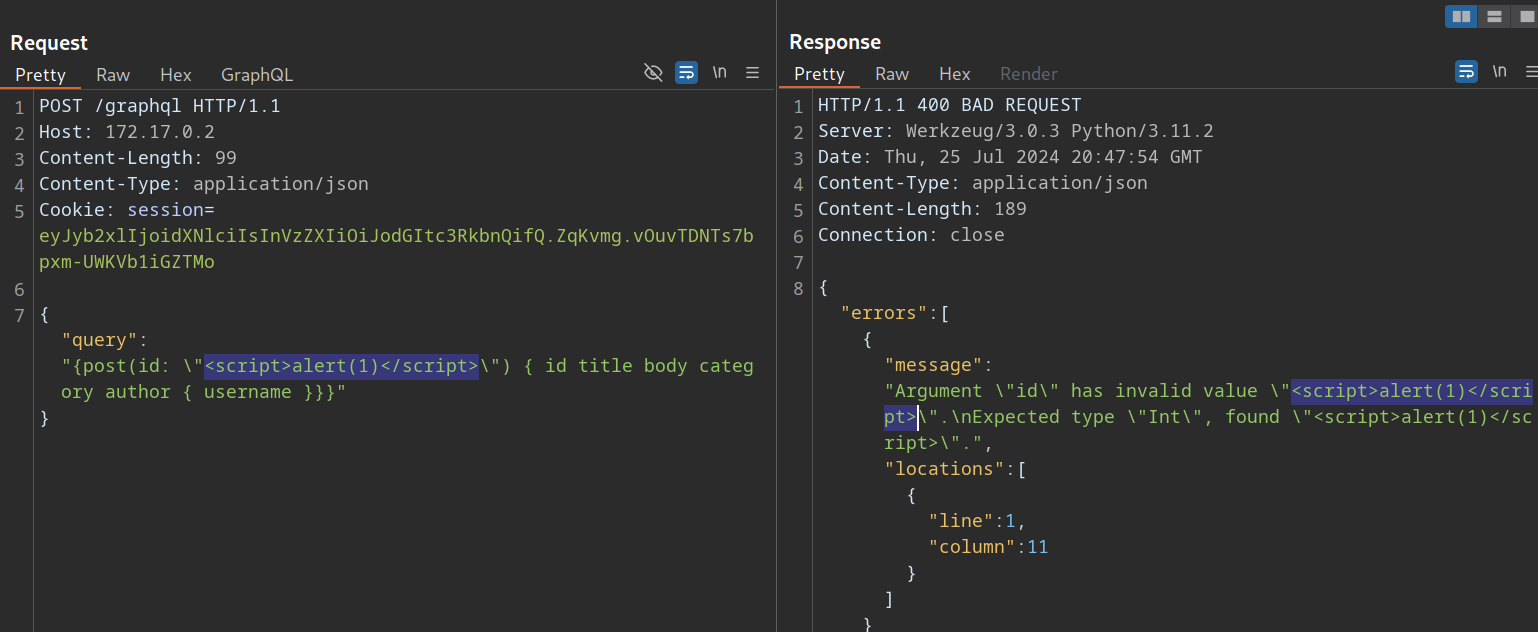 Request
Pretty Raw Hex GraphQL \n
1 POST /graphql HTTP/1.1
2 Host: 172.17.0.2
3 Content-Length: 99
4 Content-Type: application/json
5 Cookie: session=
eyJyb2xlIjoidXNlciIsInVzZXIiOiJodGItc3RkbnQifQ.ZqKvmg.vOuvTDNTs7b
pxm-UWKVb1iGZTMo
6
7 {
"query":
"{post(id: \"<script>alert(1)</script>\") { id title body categ
ory author { username }}}"
}
Response
Pretty Raw Hex Render \n
1 HTTP/1.1 400 BAD REQUEST
2 Server: Werkzeug/3.0.3 Python/3.11.2
3 Date: Thu, 25 Jul 2024 20:47:54 GMT
4 Content-Type: application/json
5 Content-Length: 189
6 Connection: close
7
8 {
"errors":[
{
"message":
"Argument \"id\" has invalid value \"<script>alert(1)</scri
pt>\".\nExpected type \"Int\", found \"<script>alert(1)</sc
ript>\".",
"locations":[
{
"line":1,
"column":11
}
]
}